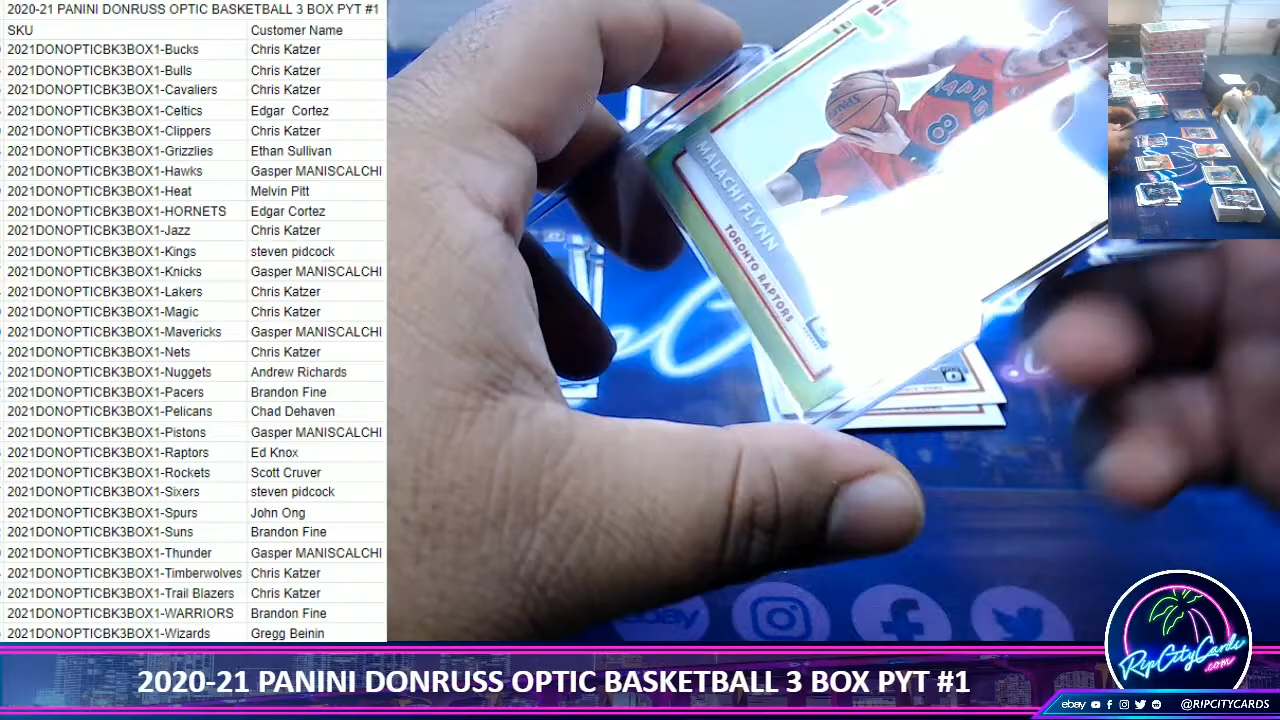 2020-21 PANINI DONRUSS OPTIC BASKETBALL 3 BOX PYT #1
SKU Customer Name
2021DONOPTICBK3BOX1-Bucks Chris Katzer
2021DONOPTICBK3BOX1-Bulls Chris Katzer
2021DONOPTICBK3BOX1-Cavaliers Chris Katzer
2021DONOPTICBK3BOX1-Celtics Edgar Cortez
2021DONOPTICBK3BOX1-Clippers Chris Katzer
2021DONOPTICBK3BOX1-Grizzlies Ethan Sullivan
2021DONOPTICBK3BOX1-Hawks Gasper MANISCALCHI
2021DONOPTICBK3BOX1-Heat Melvin Pitt
2021DONOPTICBK3BOX1-HORNETS Edgar Cortez
2021DONOPTICBK3BOX1-Jazz Chris Katzer
2021DONOPTICBK3BOX1-Kings steven pidcock
2021DONOPTICBK3BOX1-Knicks Gasper MANISCALCHI
2021DONOPTICBK3BOX1-Lakers Chris Katzer
2021DONOPTICBK3BOX1-Magic Chris Katzer
2021DONOPTICBK3BOX1-Mavericks Gasper MANISCALCHI
2021DONOPTICBK3BOX1-Nets Chris Katzer
2021DONOPTICBK3BOX1-Nuggets Andrew Richards
2021DONOPTICBK3BOX1-Pacers Brandon Fine
2021DONOPTICBK3BOX1-Pelicans Chad Dehaven
2021DONOPTICBK3BOX1-Pistons Gasper MANISCALCHI
2021DONOPTICBK3BOX1-Raptors Ed Knox
2021DONOPTICBK3BOX1-Rockets Scott Cruver
2021DONOPTICBK3BOX1-Sixers steven pidcock
2021DONOPTICBK3BOX1-Spurs John Ong
2021DONOPTICBK3BOX1-Suns Brandon Fine
2021DONOPTICBK3BOX1-Thunder Gasper MANISCALCHI
2021DONOPTICBK3BOX1-Timberwolves Chris Katzer
2021DONOPTICBK3BOX1-Trail Blazers Chris Katzer
2021DONOPTICBK3BOX1-WARRIORS Brandon Fine
2021DONOPTICBK3BOX1-Wizards Gregg Beinin
SPALDING
8
MALACHI FLYNN
TORONTO RAPTORS
ebay
RipCityCards
.com
2020-21 PANINI DONRUSS OPTIC BASKETBALL 3 BOX PYT #1
ebay @RIPCITYCARDS